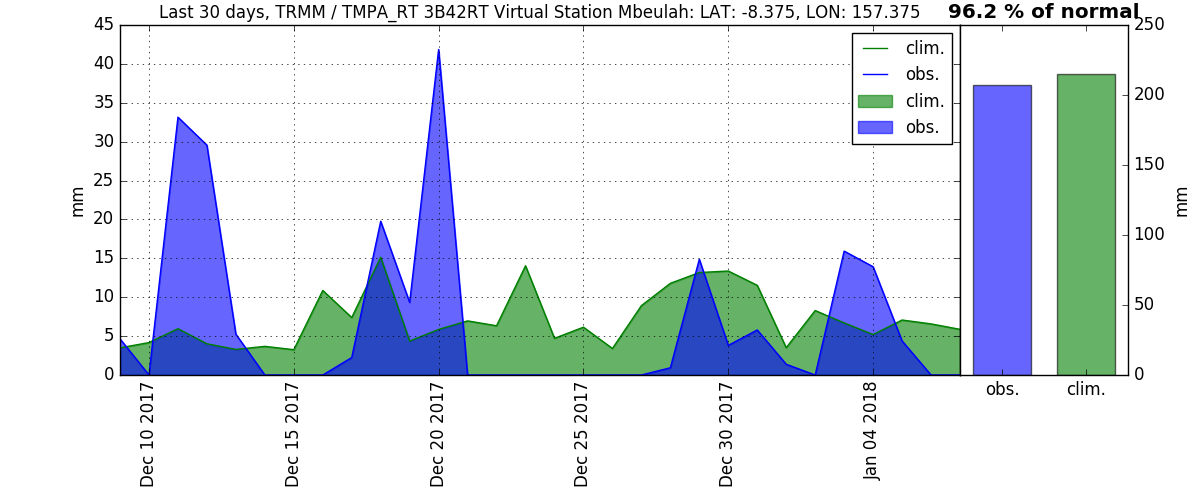 Last 30 days, TRMM / TMPA_RT 3B42RT Virtual Station Mbeulah: LAT: -8.375, LON: 157.375
96.2 % of normal
45
40
35
30
25
20
15
10
5
0
mm
clim.
obs.
clim.
obs.
250
200
150
100
50
0
mm
Dec 10 2017
Dec 15 2017
Dec 20 2017
Dec 25 2017
Dec 30 2017
Jan 04 2018
obs.
clim.